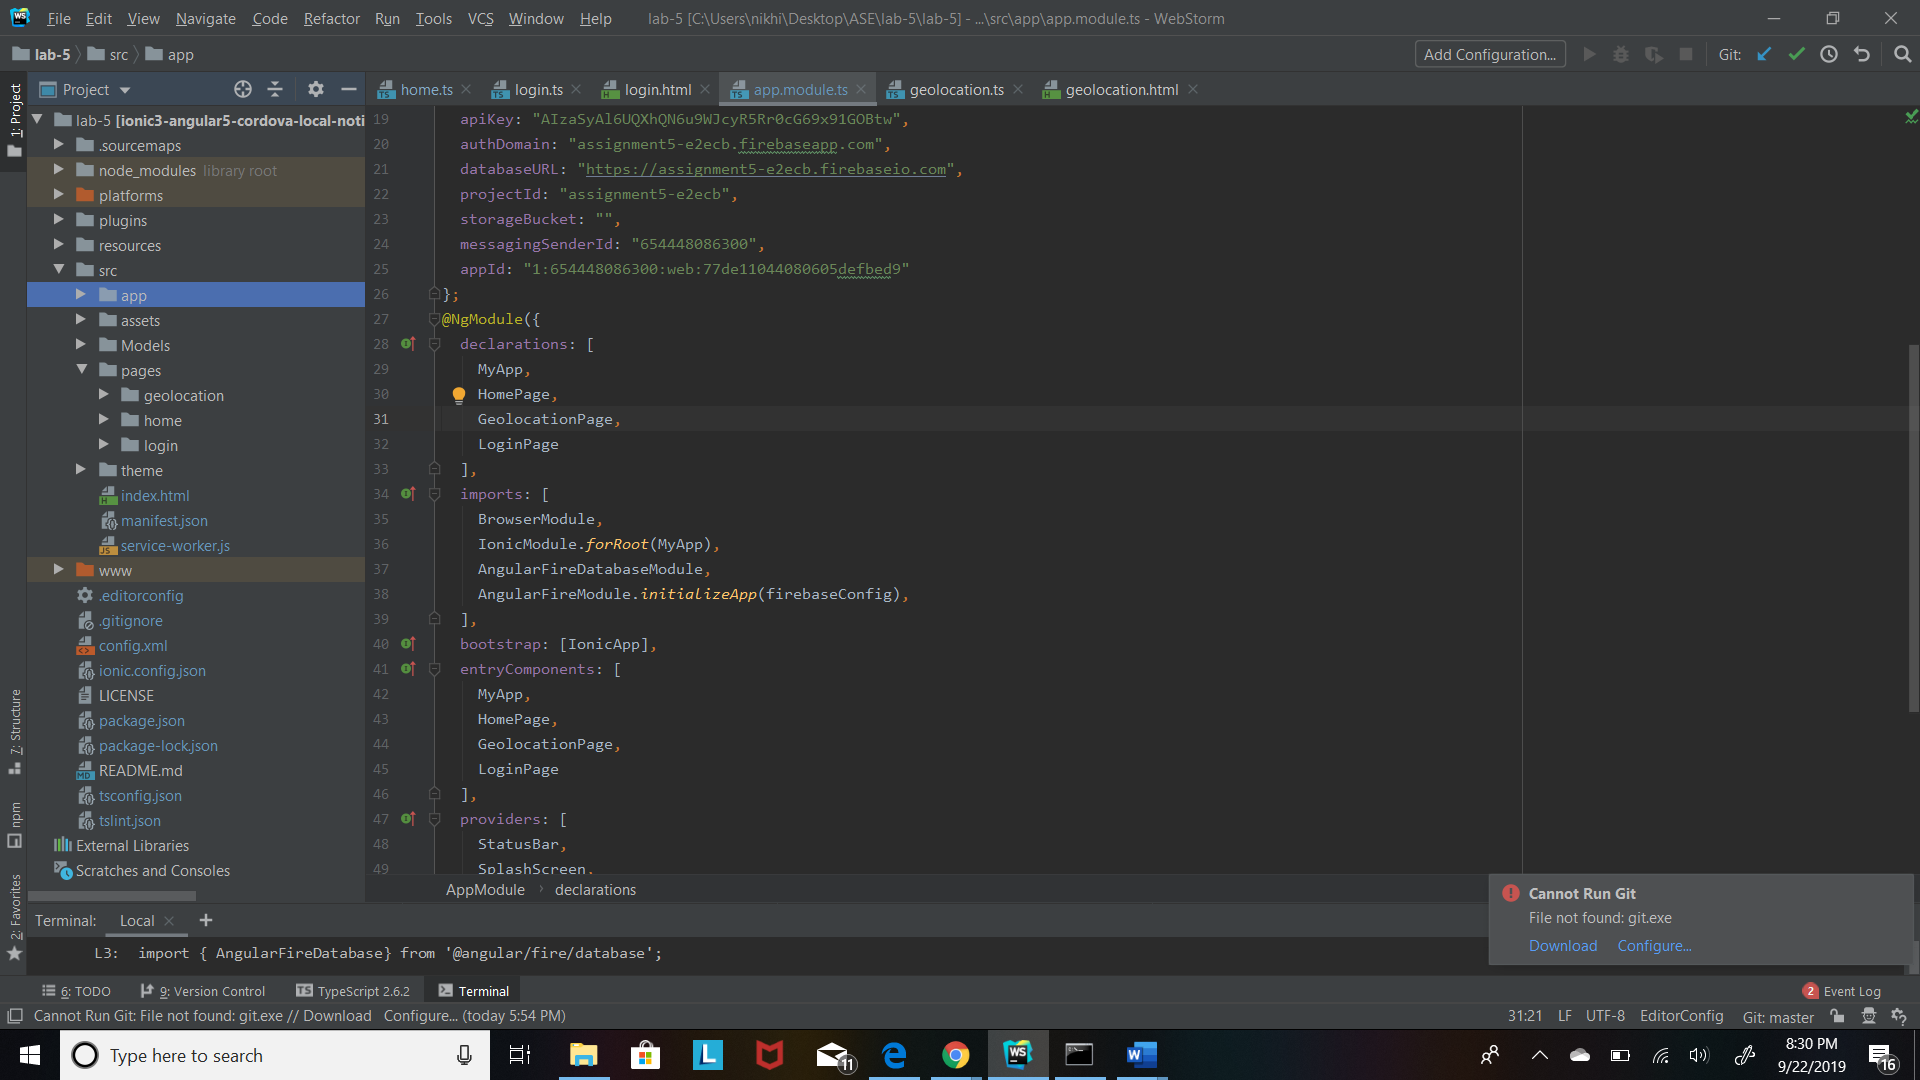 File Edit View Navigate Code Refactor Run Tools VCS Window Help lab-5 [C:\Users\nikhi\Desktop\ASE\lab-5\lab-5] - ...\src\app\app.module.ts - WebStorm
lab-5 src app Add Configuration... Git:
Project
home.ts login.ts login.html app.module.ts geolocation.ts geolocation.html
1: Project
7: Structure
npm
2: Favorites
lab-5 [ionic3-angular5-cordova-local-noti
.sourcemaps
node_modules library root
platforms
plugins
resources
src
app
assets
Models
pages
geolocation
home
login
theme
index.html
manifest.json
service-worker.js
www
.editorconfig
.gitignore
config.xml
ionic.config.json
LICENSE
package.json
package-lock.json
README.md
tsconfig.json
tslint.json
External Libraries
Scratches and Consoles
19 apiKey: "AIzaSyAl6UQXhQN6u9WJcyR5Rr0cG69x91GOBtw",
20 authDomain: "assignment5-e2ecb.firebaseapp.com",
21 databaseURL: "https://assignment5-e2ecb.firebaseio.com",
22 projectId: "assignment5-e2ecb",
23 storageBucket: "",
24 messagingSenderId: "654448086300",
25 appId: "1:654448086300:web:77de11044080605defbed9"
26 };
27 @NgModule({
28 declarations: [
29 MyApp,
30 HomePage,
31 GeolocationPage,
32 LoginPage
33 ],
34 imports: [
35 BrowserModule,
36 IonicModule.forRoot(MyApp),
37 AngularFireDatabaseModule,
38 AngularFireModule.initializeApp(firebaseConfig),
39 ],
40 bootstrap: [IonicApp],
41 entryComponents: [
42 MyApp,
43 HomePage,
44 GeolocationPage,
45 LoginPage
46 ],
47 providers: [
48 StatusBar,
49 SplashScreen,
AppModule › declarations
Cannot Run Git
File not found: git.exe
Download Configure...
Terminal: Local +
L3: import { AngularFireDatabase} from '@angular/fire/database';
6: TODO 9: Version Control TypeScript 2.6.2 Terminal 2 Event Log
Cannot Run Git: File not found: git.exe // Download Configure... (today 5:54 PM) 31:21 LF UTF-8 EditorConfig Git: master
Type here to search
11
8:30 PM
9/22/2019
16